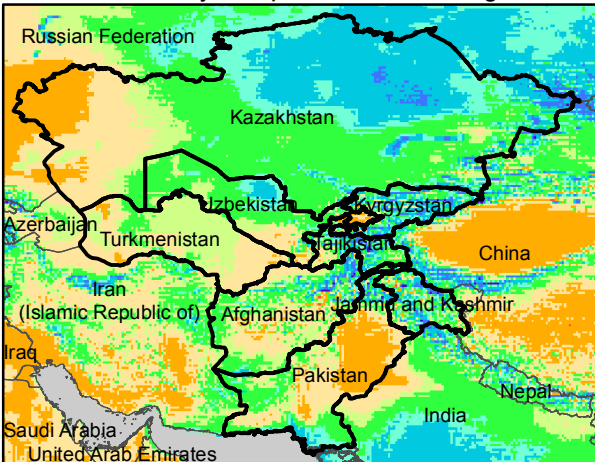 Russian Federation
Kazakhstan
Uzbekistan
Kyrgyzstan
Azerbaijan
Turkmenistan
Tajikistan
China
Iran
(Islamic Republic of)
Afghanistan
Jammu and Kashmir
Iraq
Pakistan
Nepal
India
Saudi Arabia
United Arab Emirates